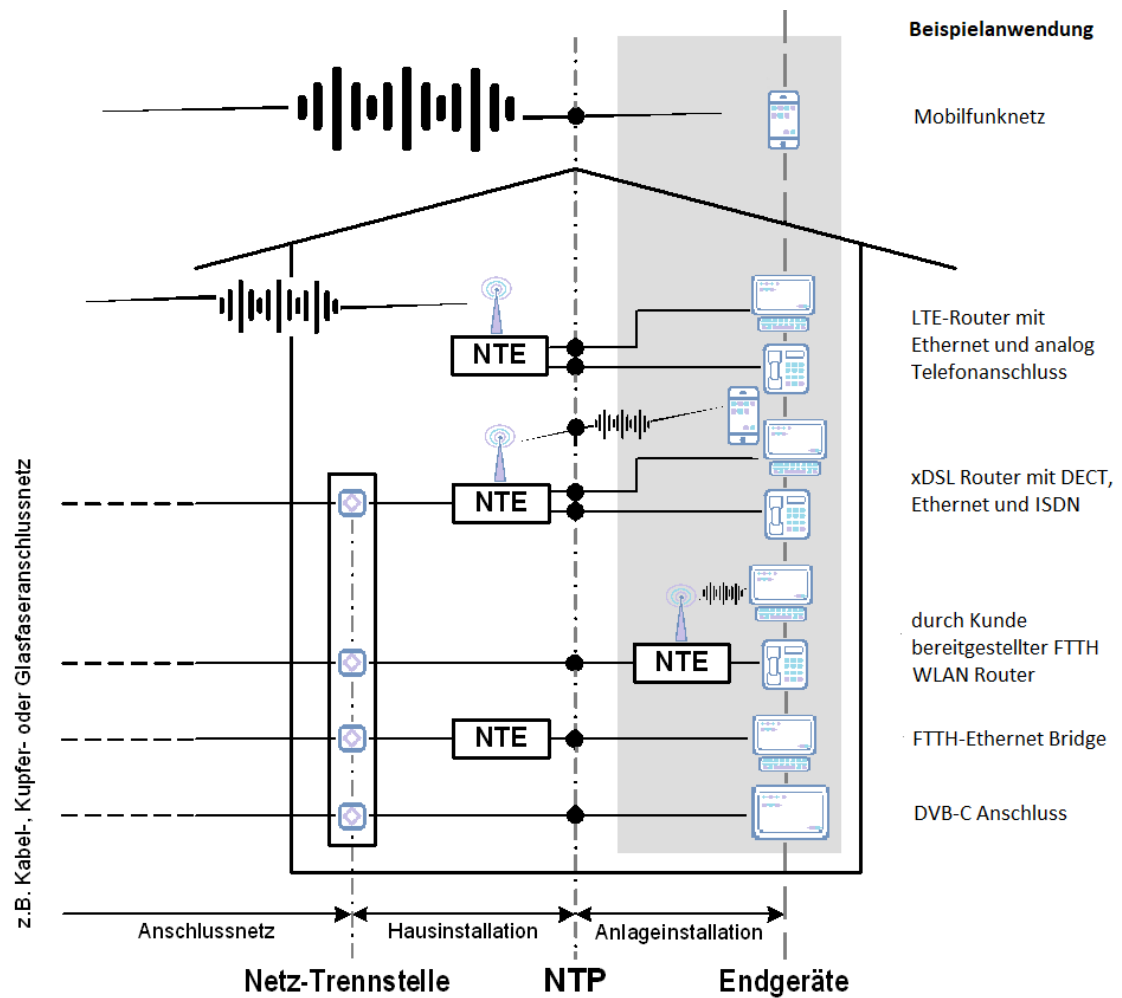 Beispielanwendung
Mobilfunknetz
LTE-Router mit
Ethernet und analog
Telefonanschluss
NTE
xDSL Router mit DECT,
Ethernet und ISDN
NTE
durch Kunde
bereitgestellter FTTH
WLAN Router
NTE
FTTH-Ethernet Bridge
NTE
DVB-C Anschluss
z.B. Kabel-, Kupfer- oder Glasfaseranschlussnetz
Anschlussnetz
Hausinstallation
Anlageinstallation
Netz-Trennstelle
NTP
Endgeräte